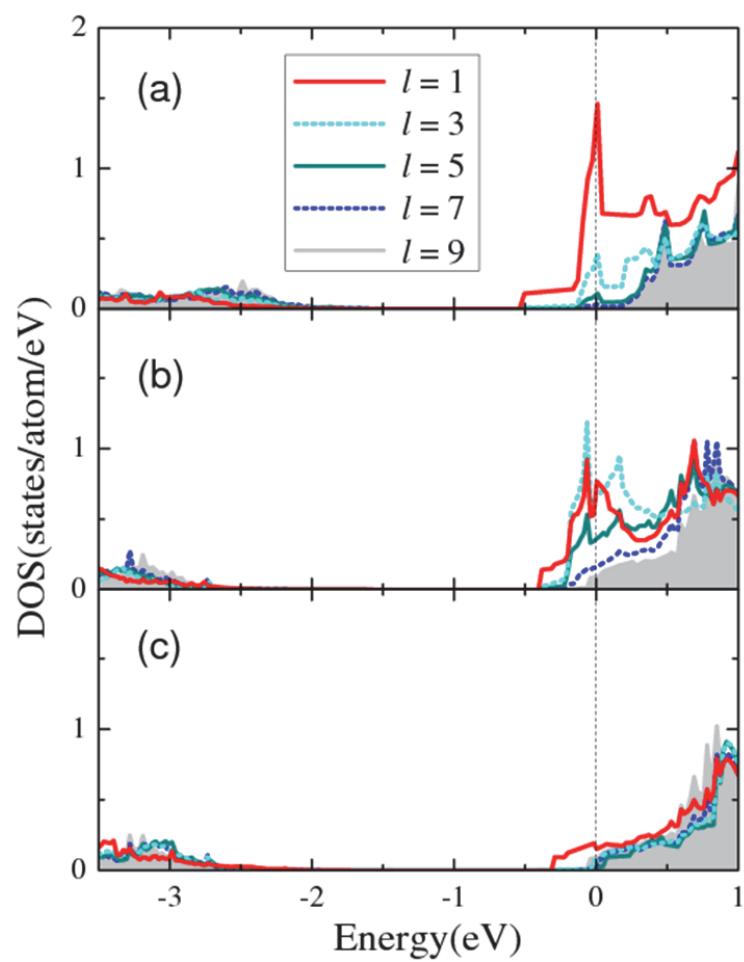 2
(a)
l = 1
l = 3
l = 5
l = 7
l = 9
1
0
(b)
1
0
(c)
1
0
DOS(states/atom/eV)
-3
-2
-1
0
1
Energy(eV)